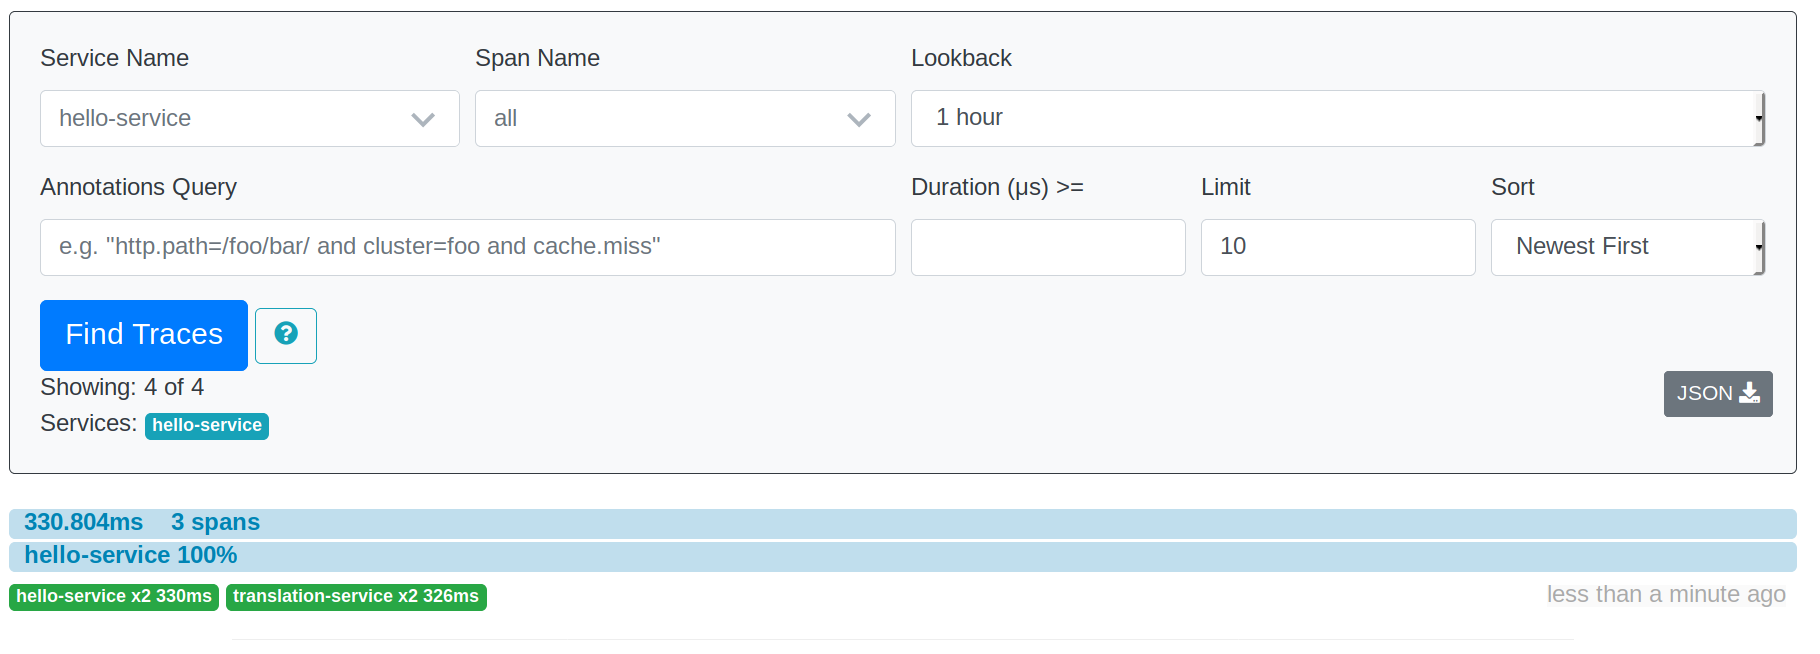 Service Name
Span Name
Lookback
hello-service
all
1 hour
Annotations Query
Duration (μs) >=
Limit
Sort
e.g. "http.path=/foo/bar/ and cluster=foo and cache.miss"
10
Newest First
Find Traces
Showing: 4 of 4
Services: hello-service
JSON
330.804ms 3 spans
hello-service 100%
hello-service x2 330ms translation-service x2 326ms
less than a minute ago